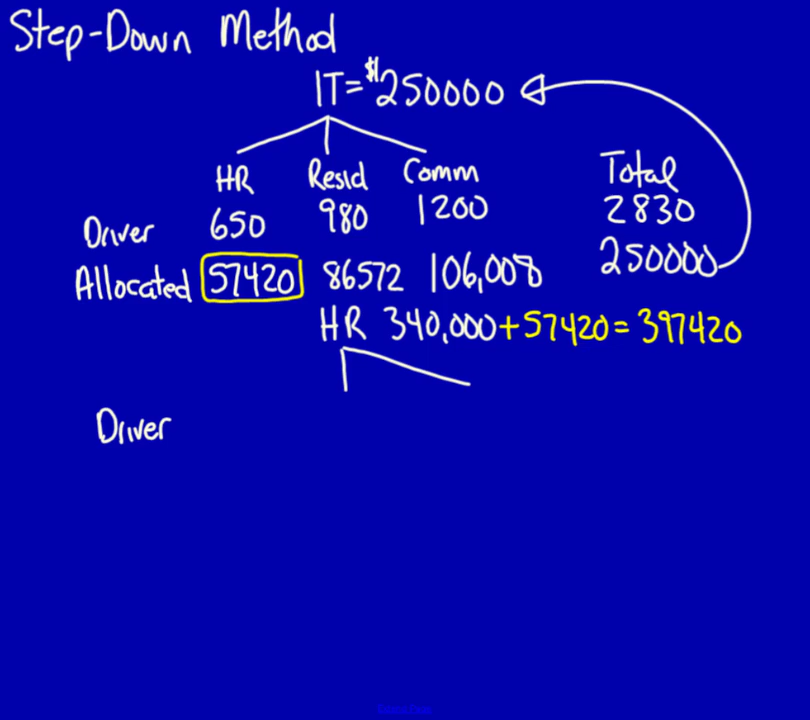 Step-Down Method
IT=$250000
HR Resid Comm Total
Driver 650 980 1200 2830
Allocated 57420 86572 106,008 250000
HR 340,000+57420=397420
Driver